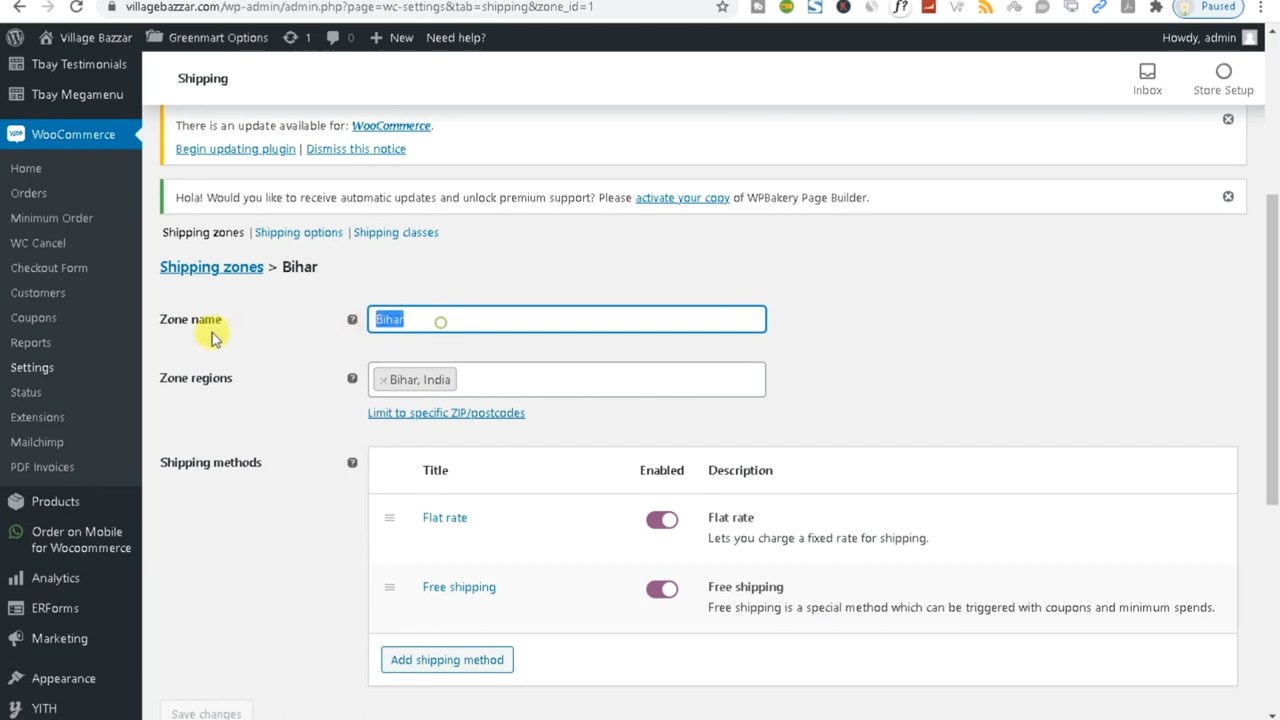 villagebazzar.com/wp-admin/admin.php?page=wc-settings&tab=shipping&zone_id=1
Paused
Village Bazzar
Greenmart Options
1
0
New
Need help?
Howdy, admin
Tbay Testimonials
Tbay Megamenu
WooCommerce
Home
Orders
Minimum Order
WC Cancel
Checkout Form
Customers
Coupons
Reports
Settings
Status
Extensions
Mailchimp
PDF Invoices
Products
Order on Mobile
for Wocoommerce
Analytics
ERForms
Marketing
Appearance
YITH
Shipping
Inbox
Store Setup
There is an update available for: WooCommerce.
Begin updating plugin | Dismiss this notice
Hola! Would you like to receive automatic updates and unlock premium support? Please activate your copy of WPBakery Page Builder.
Shipping zones | Shipping options | Shipping classes
Shipping zones > Bihar
Zone name
Bihar
Zone regions
× Bihar, India
Limit to specific ZIP/postcodes
Shipping methods
Title Enabled Description
Flat rate
Flat rate
Lets you charge a fixed rate for shipping.
Free shipping
Free shipping
Free shipping is a special method which can be triggered with coupons and minimum spends.
Add shipping method
Save changes